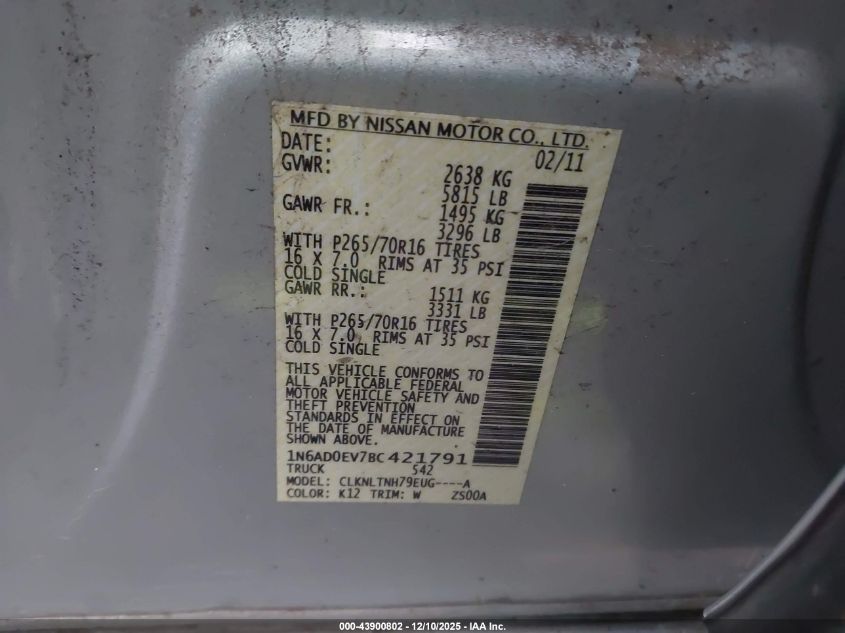 MFD BY NISSAN MOTOR CO., LTD.
DATE: 02/11
GVWR: 2638 KG
5815 LB
GAWR FR.: 1495 KG
3296 LB
WITH P265/70R16 TIRES
16 X 7.0 RIMS AT 35 PSI
COLD SINGLE
GAWR RR.: 1511 KG
3331 LB
WITH P265/70R16 TIRES
16 X 7.0 RIMS AT 35 PSI
COLD SINGLE
THIS VEHICLE CONFORMS TO
ALL APPLICABLE FEDERAL
MOTOR VEHICLE SAFETY AND
THEFT PREVENTION
STANDARDS IN EFFECT ON
THE DATE OF MANUFACTURE
SHOWN ABOVE.
1N6AD0EV7BC421791
TRUCK 542
MODEL: CLKNLTNH79EUG----A
COLOR: K12 TRIM: W ZS00A
000-43900802 - 12/10/2025 - IAA Inc.